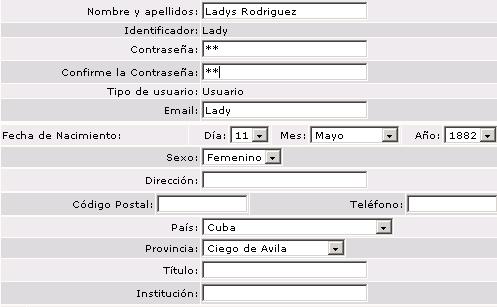 Nombre y apellidos: Ladys Rodriguez
Identificador: Lady
Contraseña: **
Confirme la Contraseña: **
Tipo de usuario: Usuario
Email: Lady
Fecha de Nacimiento: Día: 11 Mes: Mayo Año: 1882
Sexo: Femenino
Dirección:
Código Postal: Teléfono:
País: Cuba
Provincia: Ciego de Avila
Título:
Institución: